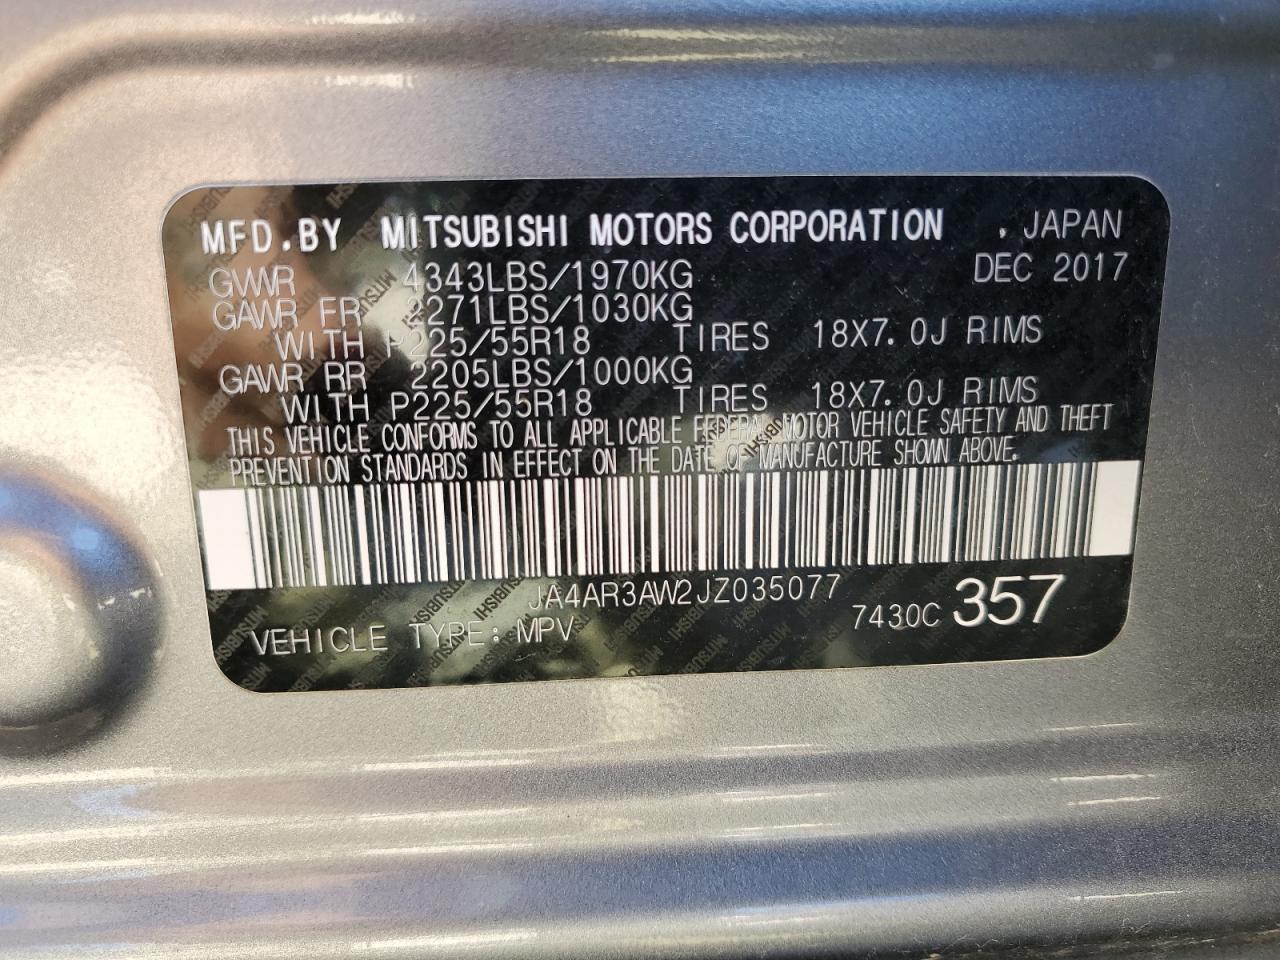 MFD.BY MITSUBISHI MOTORS CORPORATION , JAPAN
GVWR 4343LBS/1970KG DEC 2017
GAWR FR 2271LBS/1030KG
WITH P225/55R18 TIRES 18X7.0J RIMS
GAWR RR 2205LBS/1000KG
WITH P225/55R18 TIRES 18X7.0J RIMS
THIS VEHICLE CONFORMS TO ALL APPLICABLE FEDERAL MOTOR VEHICLE SAFETY AND THEFT
PREVENTION STANDARDS IN EFFECT ON THE DATE OF MANUFACTURE SHOWN ABOVE.
JA4AR3AW2JZ035077
VEHICLE TYPE: MPV 7430C 357